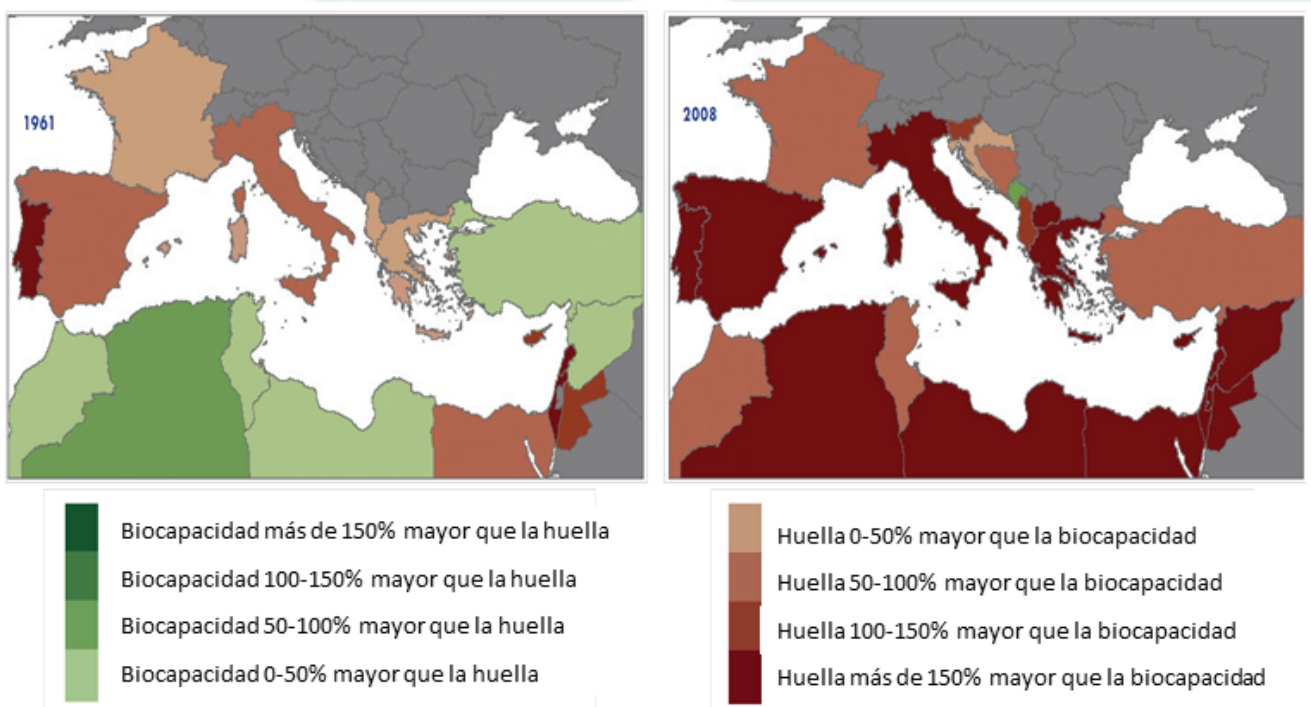 1961
2008
Biocapacidad más de 150% mayor que la huella
Biocapacidad 100-150% mayor que la huella
Biocapacidad 50-100% mayor que la huella
Biocapacidad 0-50% mayor que la huella
Huella 0-50% mayor que la biocapacidad
Huella 50-100% mayor que la biocapacidad
Huella 100-150% mayor que la biocapacidad
Huella más de 150% mayor que la biocapacidad